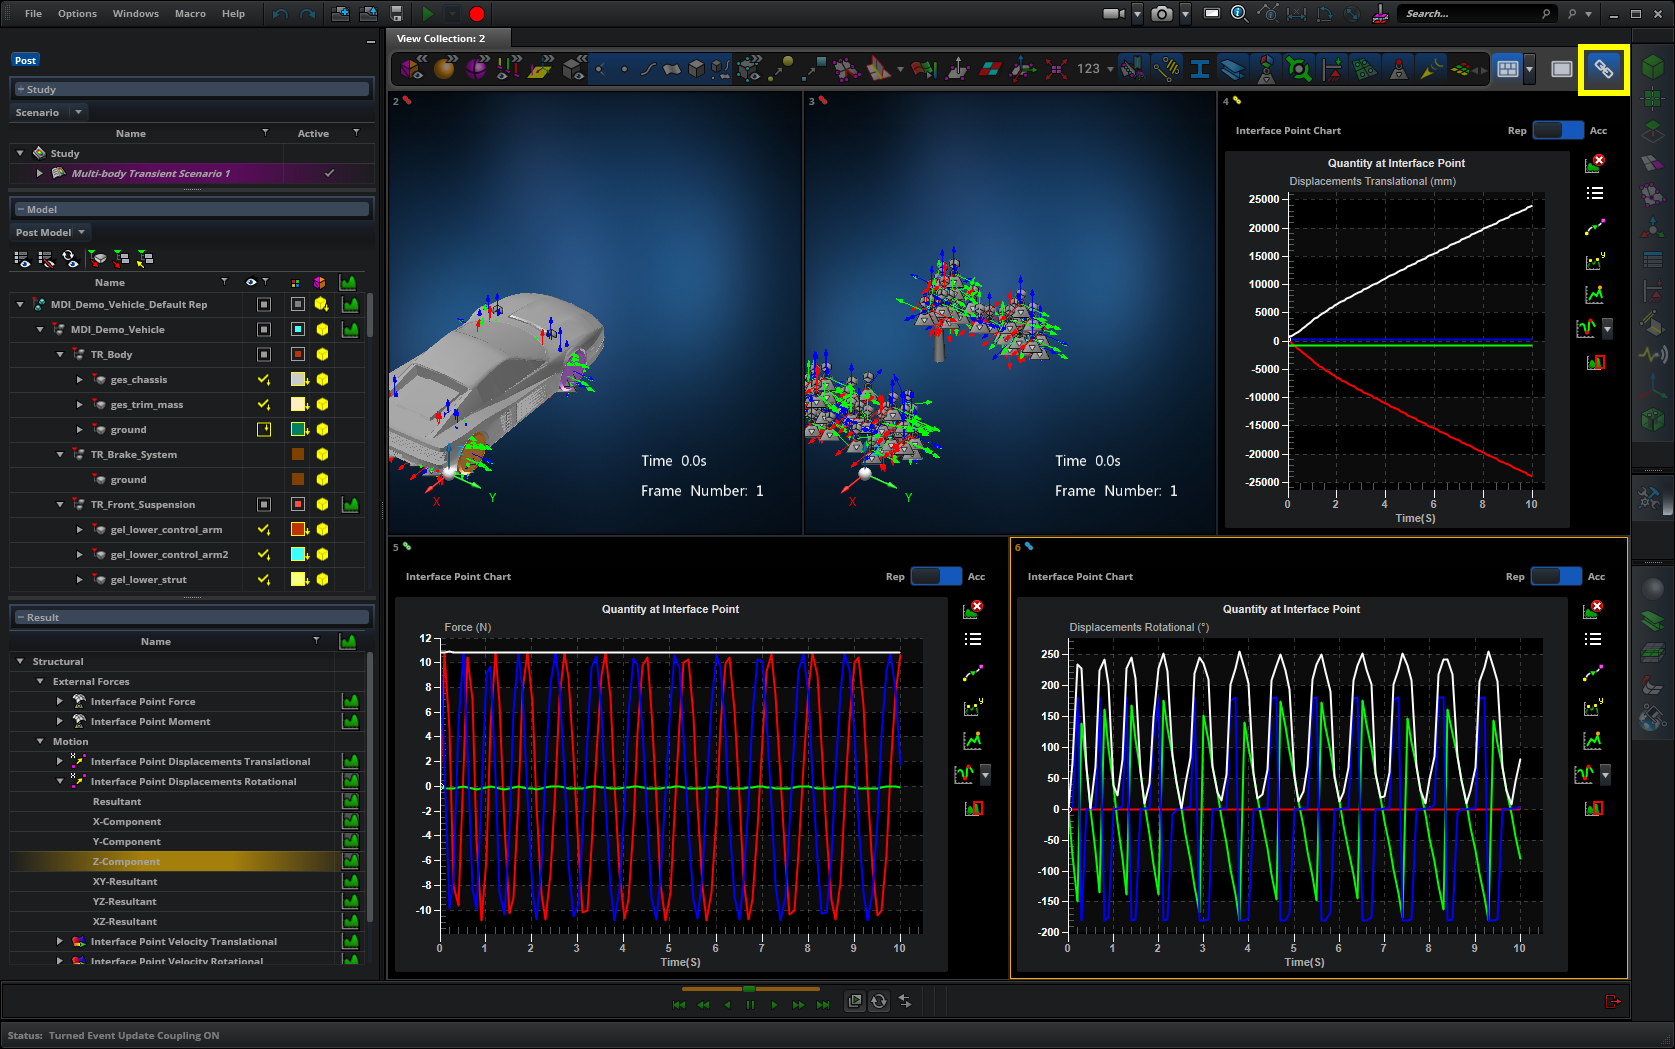 File Options Windows Macro Help
Search...
View Collection: 2
Post
123
Study
Scenario
Name Active
Study
Multi-body Transient Scenario 1
Model
Post Model
Name
MDI_Demo_Vehicle_Default Rep
MDI_Demo_Vehicle
TR_Body
ges_chassis
ges_trim_mass
ground
TR_Brake_System
ground
TR_Front_Suspension
gel_lower_control_arm
gel_lower_control_arm2
gel_lower_strut
Result
Name
Structural
External Forces
Interface Point Force
Interface Point Moment
Motion
Interface Point Displacements Translational
Interface Point Displacements Rotational
Resultant
X-Component
Y-Component
Z-Component
XY-Resultant
YZ-Resultant
XZ-Resultant
Interface Point Velocity Translational
Interface Point Velocity Rotational
2
Time 0.0s
Frame Number: 1
X Y
3
Time 0.0s
Frame Number: 1
X Y
4
Interface Point Chart Rep Acc
Quantity at Interface Point
Displacements Translational (mm)
25000
20000
15000
10000
5000
0
-5000
-10000
-15000
-20000
-25000
0 2 4 6 8 10
Time(S)
5
Interface Point Chart Rep Acc
Quantity at Interface Point
Force (N)
12
10
8
6
4
2
0
-2
-4
-6
-8
-10
0 1 2 3 4 5 6 7 8 9 10
Time(S)
6
Interface Point Chart Rep Acc
Quantity at Interface Point
Displacements Rotational (°)
250
200
150
100
50
0
-50
-100
-150
-200
0 1 2 3 4 5 6 7 8 9 10
Time(S)
Status: Turned Event Update Coupling ON